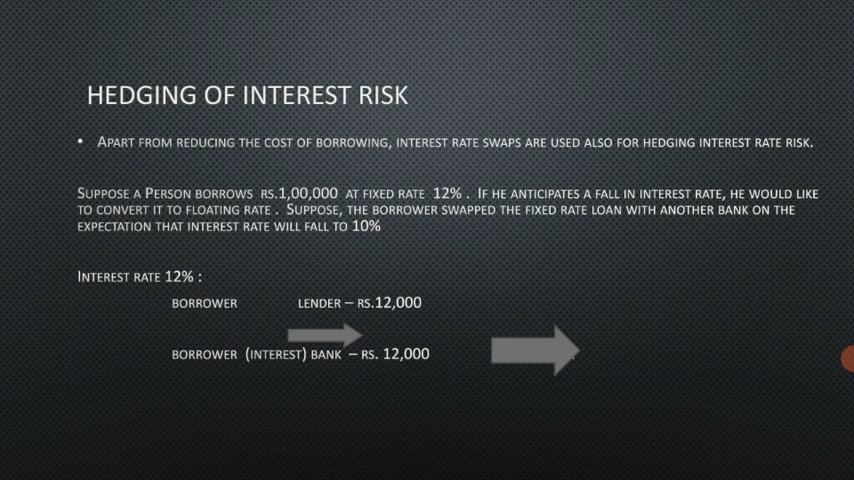 HEDGING OF INTEREST RISK
• APART FROM REDUCING THE COST OF BORROWING, INTEREST RATE SWAPS ARE USED ALSO FOR HEDGING INTEREST RATE RISK.
SUPPOSE A PERSON BORROWS RS.1,00,000 AT FIXED RATE 12% . IF HE ANTICIPATES A FALL IN INTEREST RATE, HE WOULD LIKE
TO CONVERT IT TO FLOATING RATE . SUPPOSE, THE BORROWER SWAPPED THE FIXED RATE LOAN WITH ANOTHER BANK ON THE
EXPECTATION THAT INTEREST RATE WILL FALL TO 10%
INTEREST RATE 12% :
BORROWER LENDER – RS.12,000
BORROWER (INTEREST) BANK – RS. 12,000